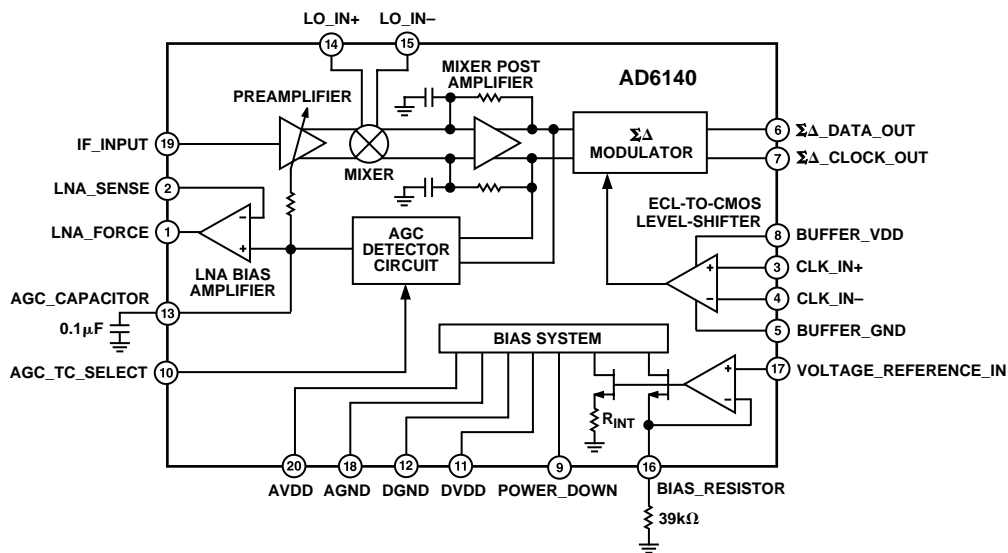 LO_IN+ LO_IN–
14 15
MIXER POST
AMPLIFIER
AD6140
PREAMPLIFIER
IF_INPUT 19
MIXER
ΣΔ
MODULATOR
6 ΣΔ_DATA_OUT
7 ΣΔ_CLOCK_OUT
LNA_SENSE 2
LNA_FORCE 1
–
+
LNA BIAS
AMPLIFIER
AGC
DETECTOR
CIRCUIT
ECL-TO-CMOS
LEVEL-SHIFTER
8 BUFFER_VDD
+
3 CLK_IN+
–
4 CLK_IN–
5 BUFFER_GND
AGC_CAPACITOR
13
0.1μF
AGC_TC_SELECT 10
BIAS SYSTEM
+
–
17 VOLTAGE_REFERENCE_IN
RINT
20 18 12 11 9 16
AVDD AGND DGND DVDD POWER_DOWN BIAS_RESISTOR
39kΩ